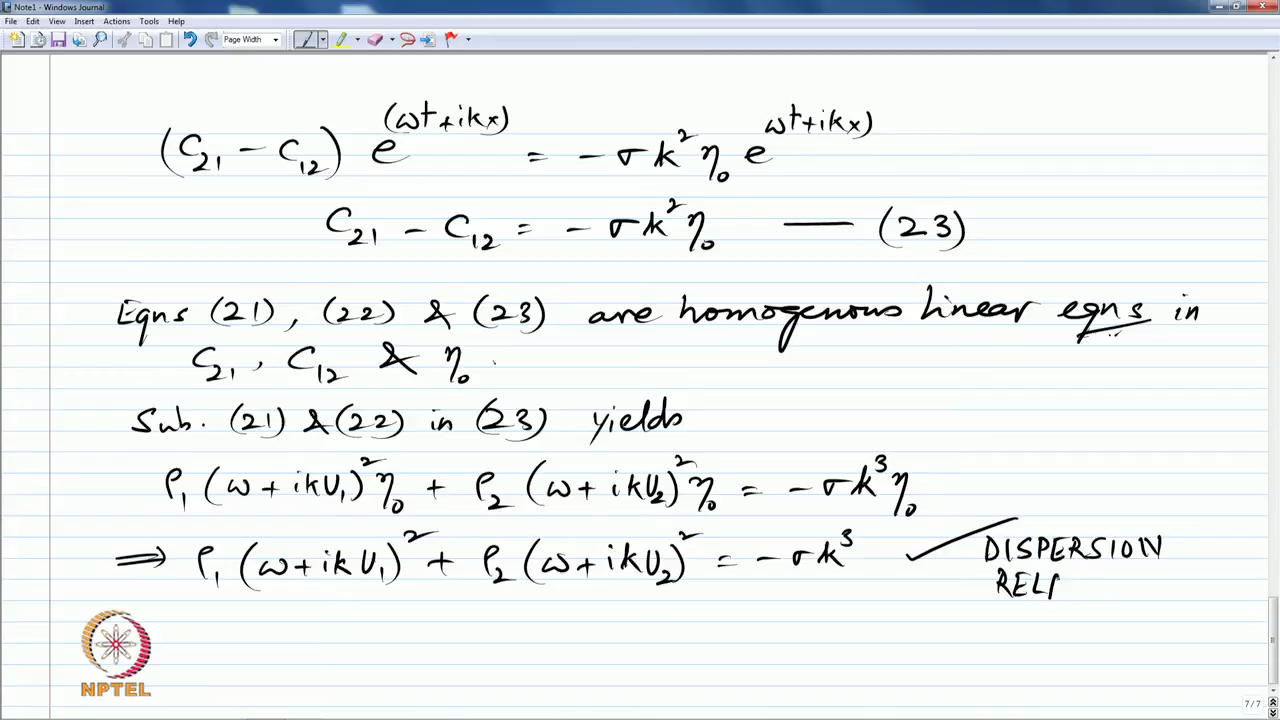 Note1 - Windows Journal
File Edit View Insert Actions Tools Help
Page Width
(C₂₁ - C₁₂) e^(ωt+ikx) = - σk²η₀ e^ωt+ikx)
C₂₁ - C₁₂ = - σk²η₀ —— (23)
Eqns (21), (22) & (23) are homogenous linear eqns in
C₂₁, C₁₂ & η₀.
Sub. (21) & (22) in (23) yields
ρ₁ (ω + ikU₁)² η₀ + ρ₂ (ω + ikU₂)² η₀ = - σk³η₀
⟹ ρ₁ (ω + ikU₁)² + ρ₂ (ω + ikU₂)² = - σk³ ✓ DISPERSION
REL
NPTEL
7/7